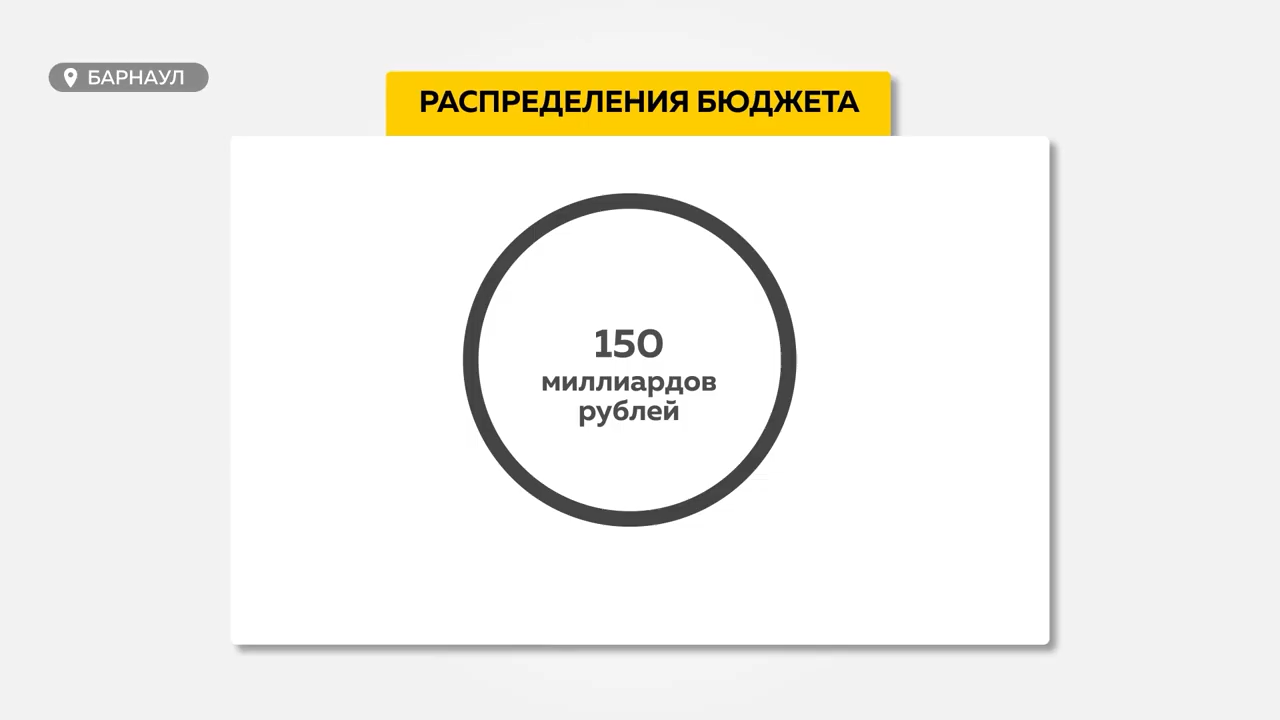 БАРНАУЛ
РАСПРЕДЕЛЕНИЯ БЮДЖЕТА
150
миллиардов
рублей